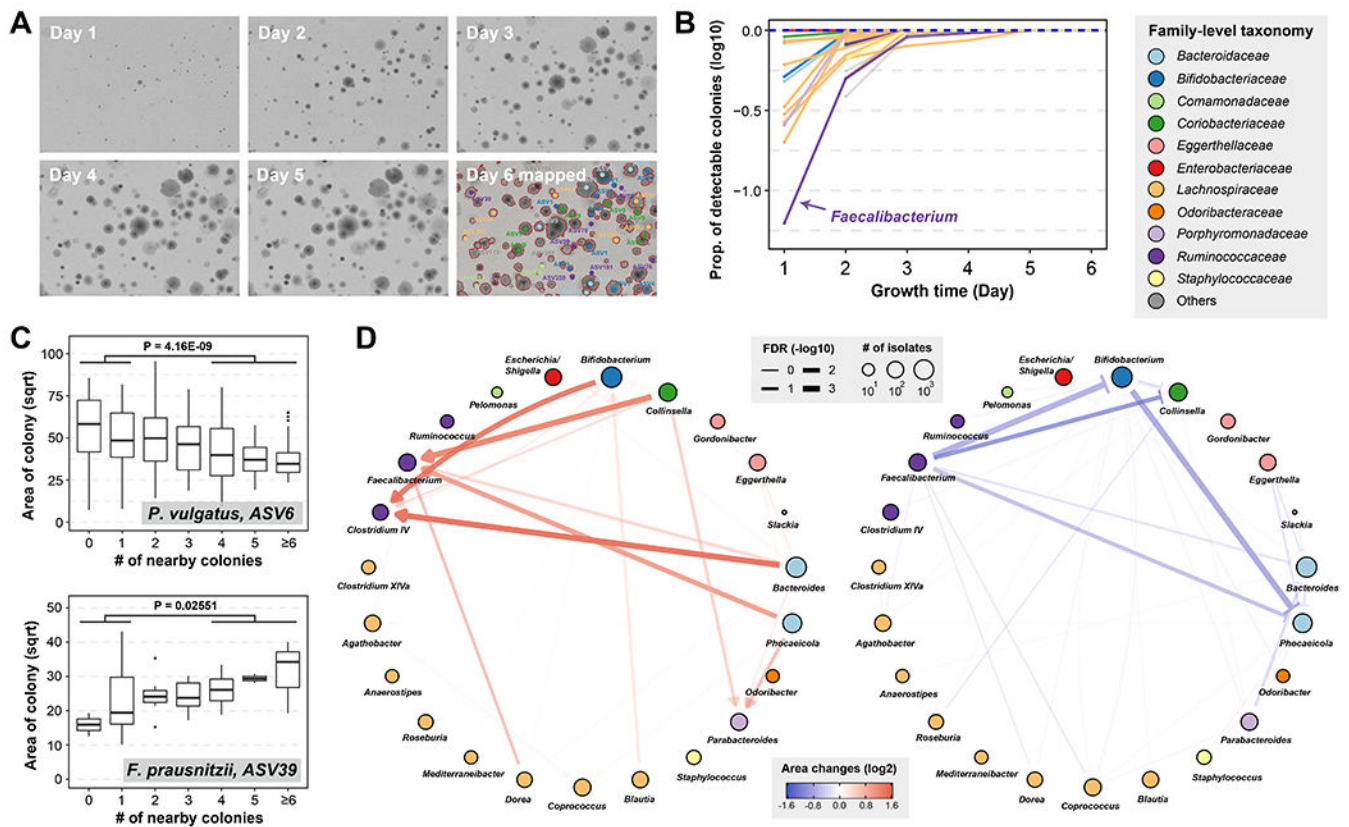 A
Day 1
Day 2
Day 3
Day 4
Day 5
Day 6 mapped
B
Prop. of detectable colonies (log10)
0.0
-0.5
-1.0
Faecalibacterium
1 2 3 4 5 6
Growth time (Day)
Family-level taxonomy
Bacteroidaceae
Bifidobacteriaceae
Comamonadaceae
Coriobacteriaceae
Eggerthellaceae
Enterobacteriaceae
Lachnospiraceae
Odoribacteraceae
Porphyromonadaceae
Ruminococcaceae
Staphylococcaceae
Others
C
P = 4.16E-09
Area of colony (sqrt)
100
75
50
25
0
P. vulgatus, ASV6
0 1 2 3 4 5 ≥6
# of nearby colonies
P = 0.02551
Area of colony (sqrt)
50
40
30
20
10
0
F. prausnitzii, ASV39
0 1 2 3 4 5 ≥6
# of nearby colonies
D
Escherichia/
Shigella
Bifidobacterium
Collinsella
Pelomonas
Gordonibacter
Ruminococcus
Eggerthella
Faecalibacterium
Slackia
Clostridium IV
Bacteroides
Clostridium XIVa
Phocaeicola
Agathobacter
Odoribacter
Anaerostipes
Parabacteroides
Roseburia
Staphylococcus
Mediterraneibacter
Blautia
Dorea
Coprococcus
FDR (-log10)
0 2
1 3
# of isolates
10¹ 10² 10³
Area changes (log2)
-1.6 -0.8 0.0 0.8 1.6
Escherichia/
Shigella
Bifidobacterium
Collinsella
Pelomonas
Gordonibacter
Ruminococcus
Eggerthella
Faecalibacterium
Slackia
Clostridium IV
Bacteroides
Clostridium XIVa
Phocaeicola
Agathobacter
Odoribacter
Anaerostipes
Parabacteroides
Roseburia
Staphylococcus
Mediterraneibacter
Blautia
Dorea
Coprococcus